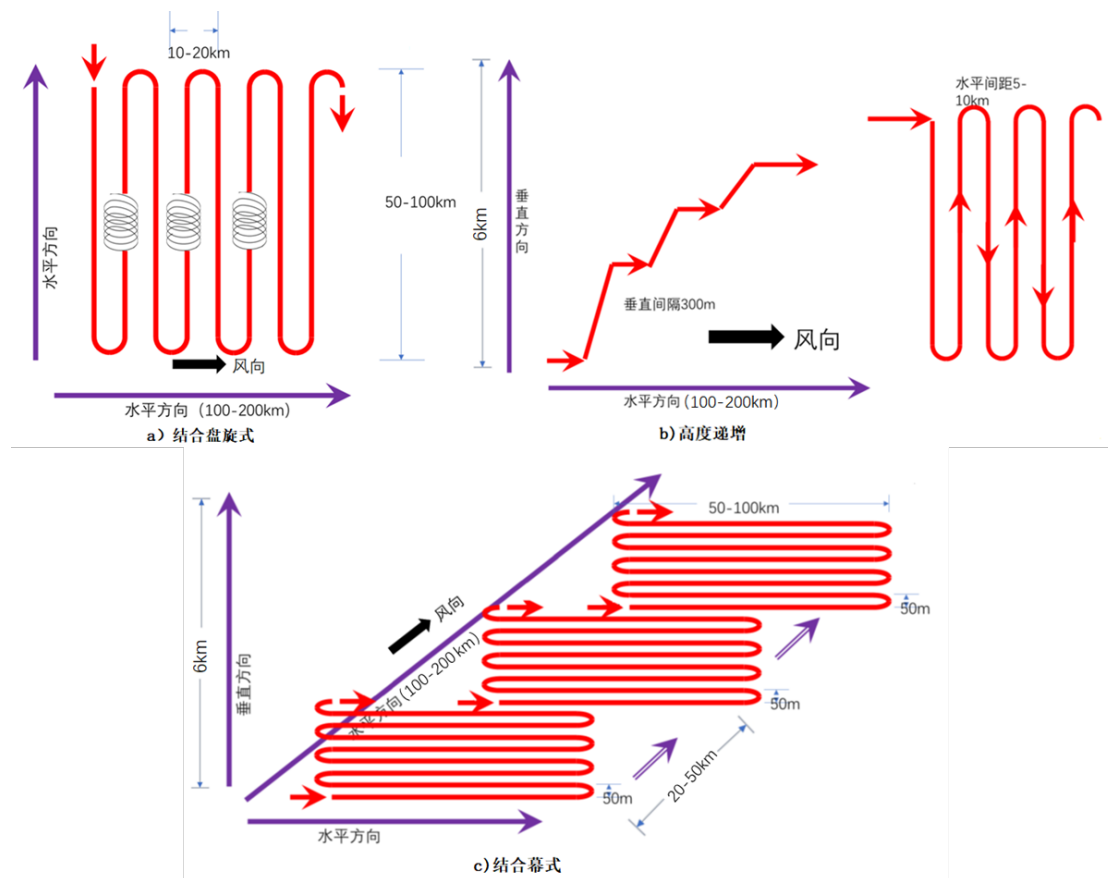 10-20km
水平方向
50-100km
风向
水平方向（100-200km）
a）结合盘旋式
6km
垂直方向
垂直间隔300m
风向
水平方向(100-200km)
水平间距5-
10km
b)高度递增
6km
垂直方向
风向
水平方向(100-200km)
50-100km
50m
50m
50m
20-50km
水平方向
c)结合幕式